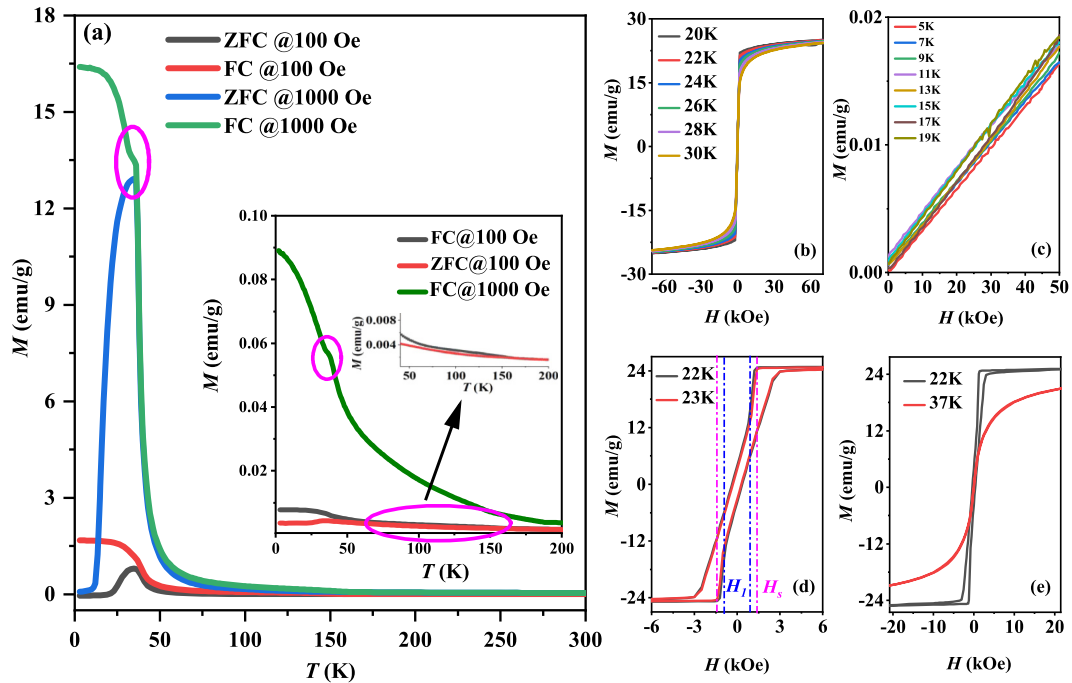 (a)
ZFC @100 Oe
FC @100 Oe
ZFC @1000 Oe
FC @1000 Oe
18
15
12
9
6
3
0
M (emu/g)
0 50 100 150 200 250 300
T (K)
FC@100 Oe
ZFC@100 Oe
FC@1000 Oe
0.10
0.08
0.06
0.04
0.02
M (emu/g)
0 50 100 150 200
T (K)
0.008
0.004
M (emu/g)
50 100 150 200
T (K)
20K
22K
24K
26K
28K
30K
30
15
0
-15
-30
M (emu/g)
(b)
-70 -35 0 35 70
H (kOe)
5K
7K
9K
11K
13K
15K
17K
19K
0.02
0.01
0.00
M (emu/g)
(c)
0 10 20 30 40 50
H (kOe)
22K
23K
24
12
0
-12
-24
M (emu/g)
H1
Hs
(d)
-6 -3 0 3 6
H (kOe)
22K
37K
24
12
0
-12
-24
M (emu/g)
(e)
-20 -10 0 10 20
H (kOe)